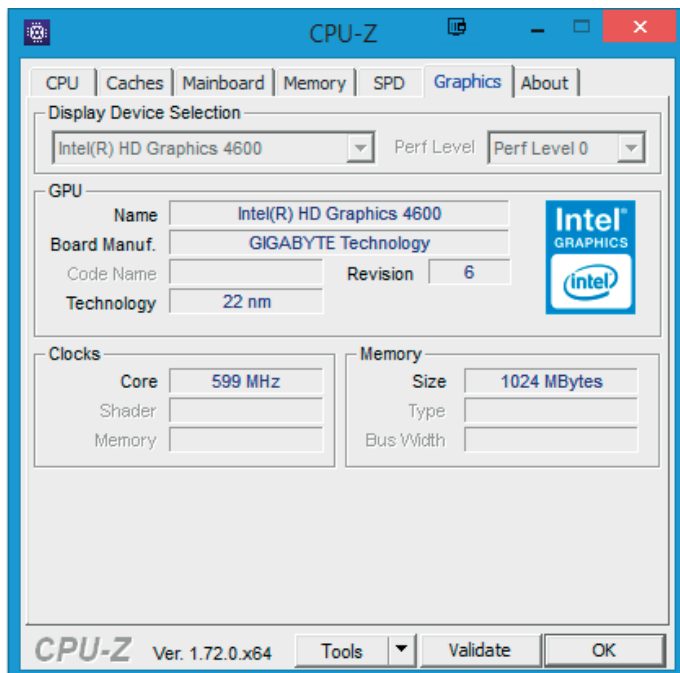 CPU-Z
CPU Caches Mainboard Memory SPD Graphics About
Display Device Selection
Intel(R) HD Graphics 4600 Perf Level Perf Level 0
GPU
Name Intel(R) HD Graphics 4600
Board Manuf. GIGABYTE Technology
Code Name Revision 6
Technology 22 nm
Intel®
GRAPHICS
intel
Clocks
Core 599 MHz
Shader
Memory
Memory
Size 1024 MBytes
Type
Bus Width
CPU-Z Ver. 1.72.0.x64 Tools Validate OK